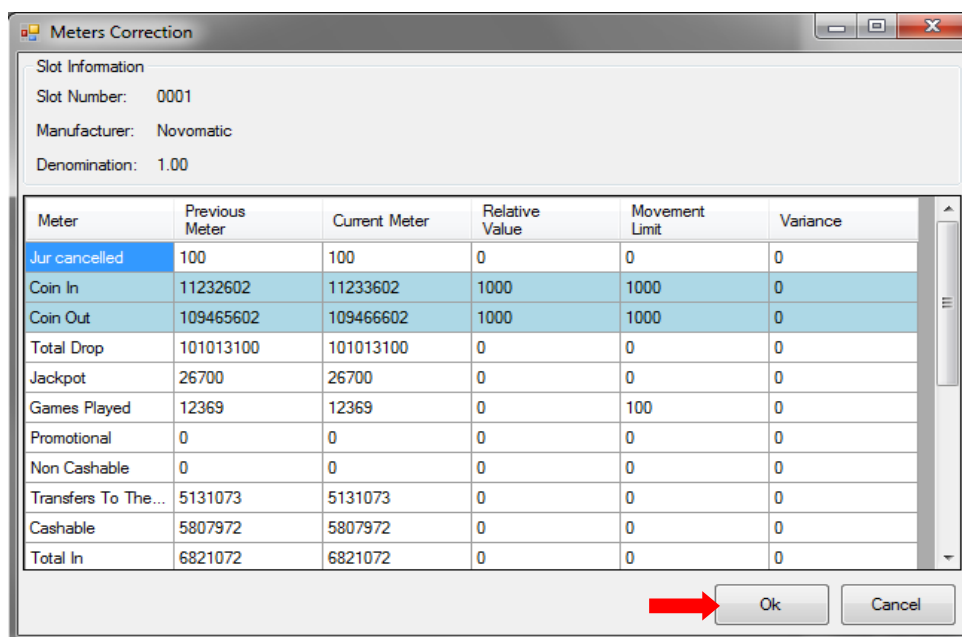 Meters Correction
Slot Information
Slot Number: 0001
Manufacturer: Novomatic
Denomination: 1.00
Meter Previous Meter Current Meter Relative Value Movement Limit Variance
Jur cancelled 100 100 0 0 0
Coin In 11232602 11233602 1000 1000 0
Coin Out 109465602 109466602 1000 1000 0
Total Drop 101013100 101013100 0 0 0
Jackpot 26700 26700 0 0 0
Games Played 12369 12369 0 100 0
Promotional 0 0 0 0 0
Non Cashable 0 0 0 0 0
Transfers To The... 5131073 5131073 0 0 0
Cashable 5807972 5807972 0 0 0
Total In 6821072 6821072 0 0 0
Ok Cancel